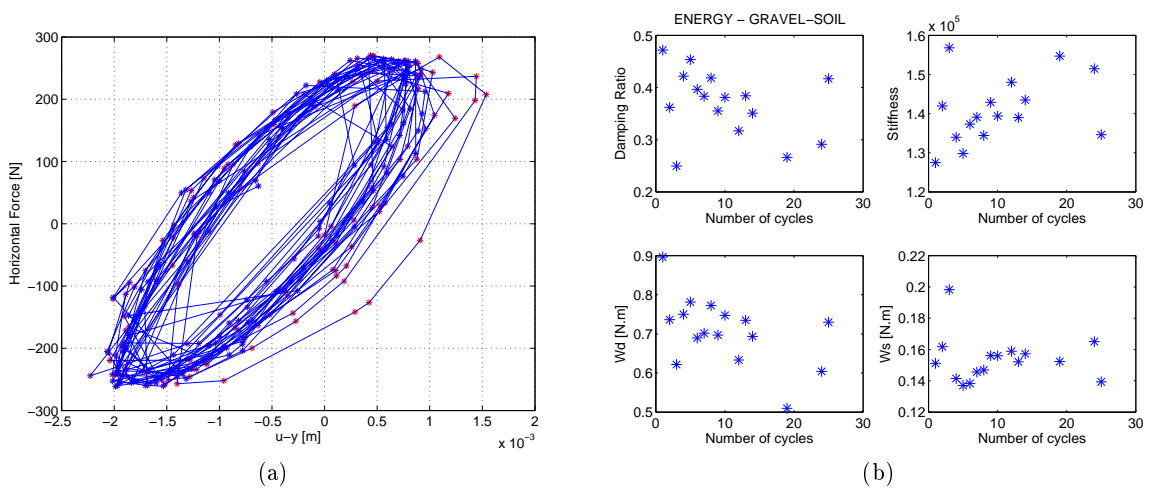 300
200
100
0
−100
−200
−300
Horizontal Force [N]
−2.5 −2 −1.5 −1 −0.5 0 0.5 1 1.5 2
u−y [m]
x 10−3
(a)
ENERGY − GRAVEL−SOIL
0.5
0.4
0.3
0.2
Damping Ratio
0 10 20 30
Number of cycles
x 10^5
1.6
1.5
1.4
1.3
1.2
Stiffness
0 10 20 30
Number of cycles
0.9
0.8
0.7
0.6
0.5
Wd [N.m]
0 10 20 30
Number of cycles
0.22
0.2
0.18
0.16
0.14
0.12
Ws [N.m]
0 10 20 30
Number of cycles
(b)